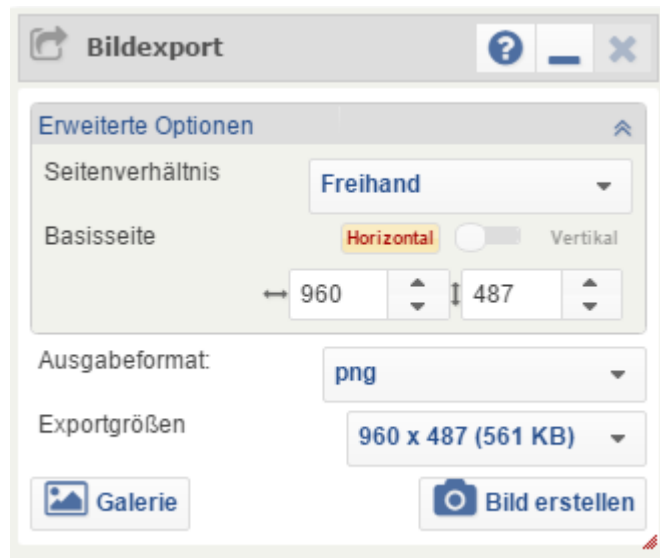 Bildexport
Erweiterte Optionen
Seitenverhältnis Freihand
Basisseite Horizontal Vertikal
960 487
Ausgabeformat: png
Exportgrößen 960 x 487 (561 KB)
Galerie Bild erstellen